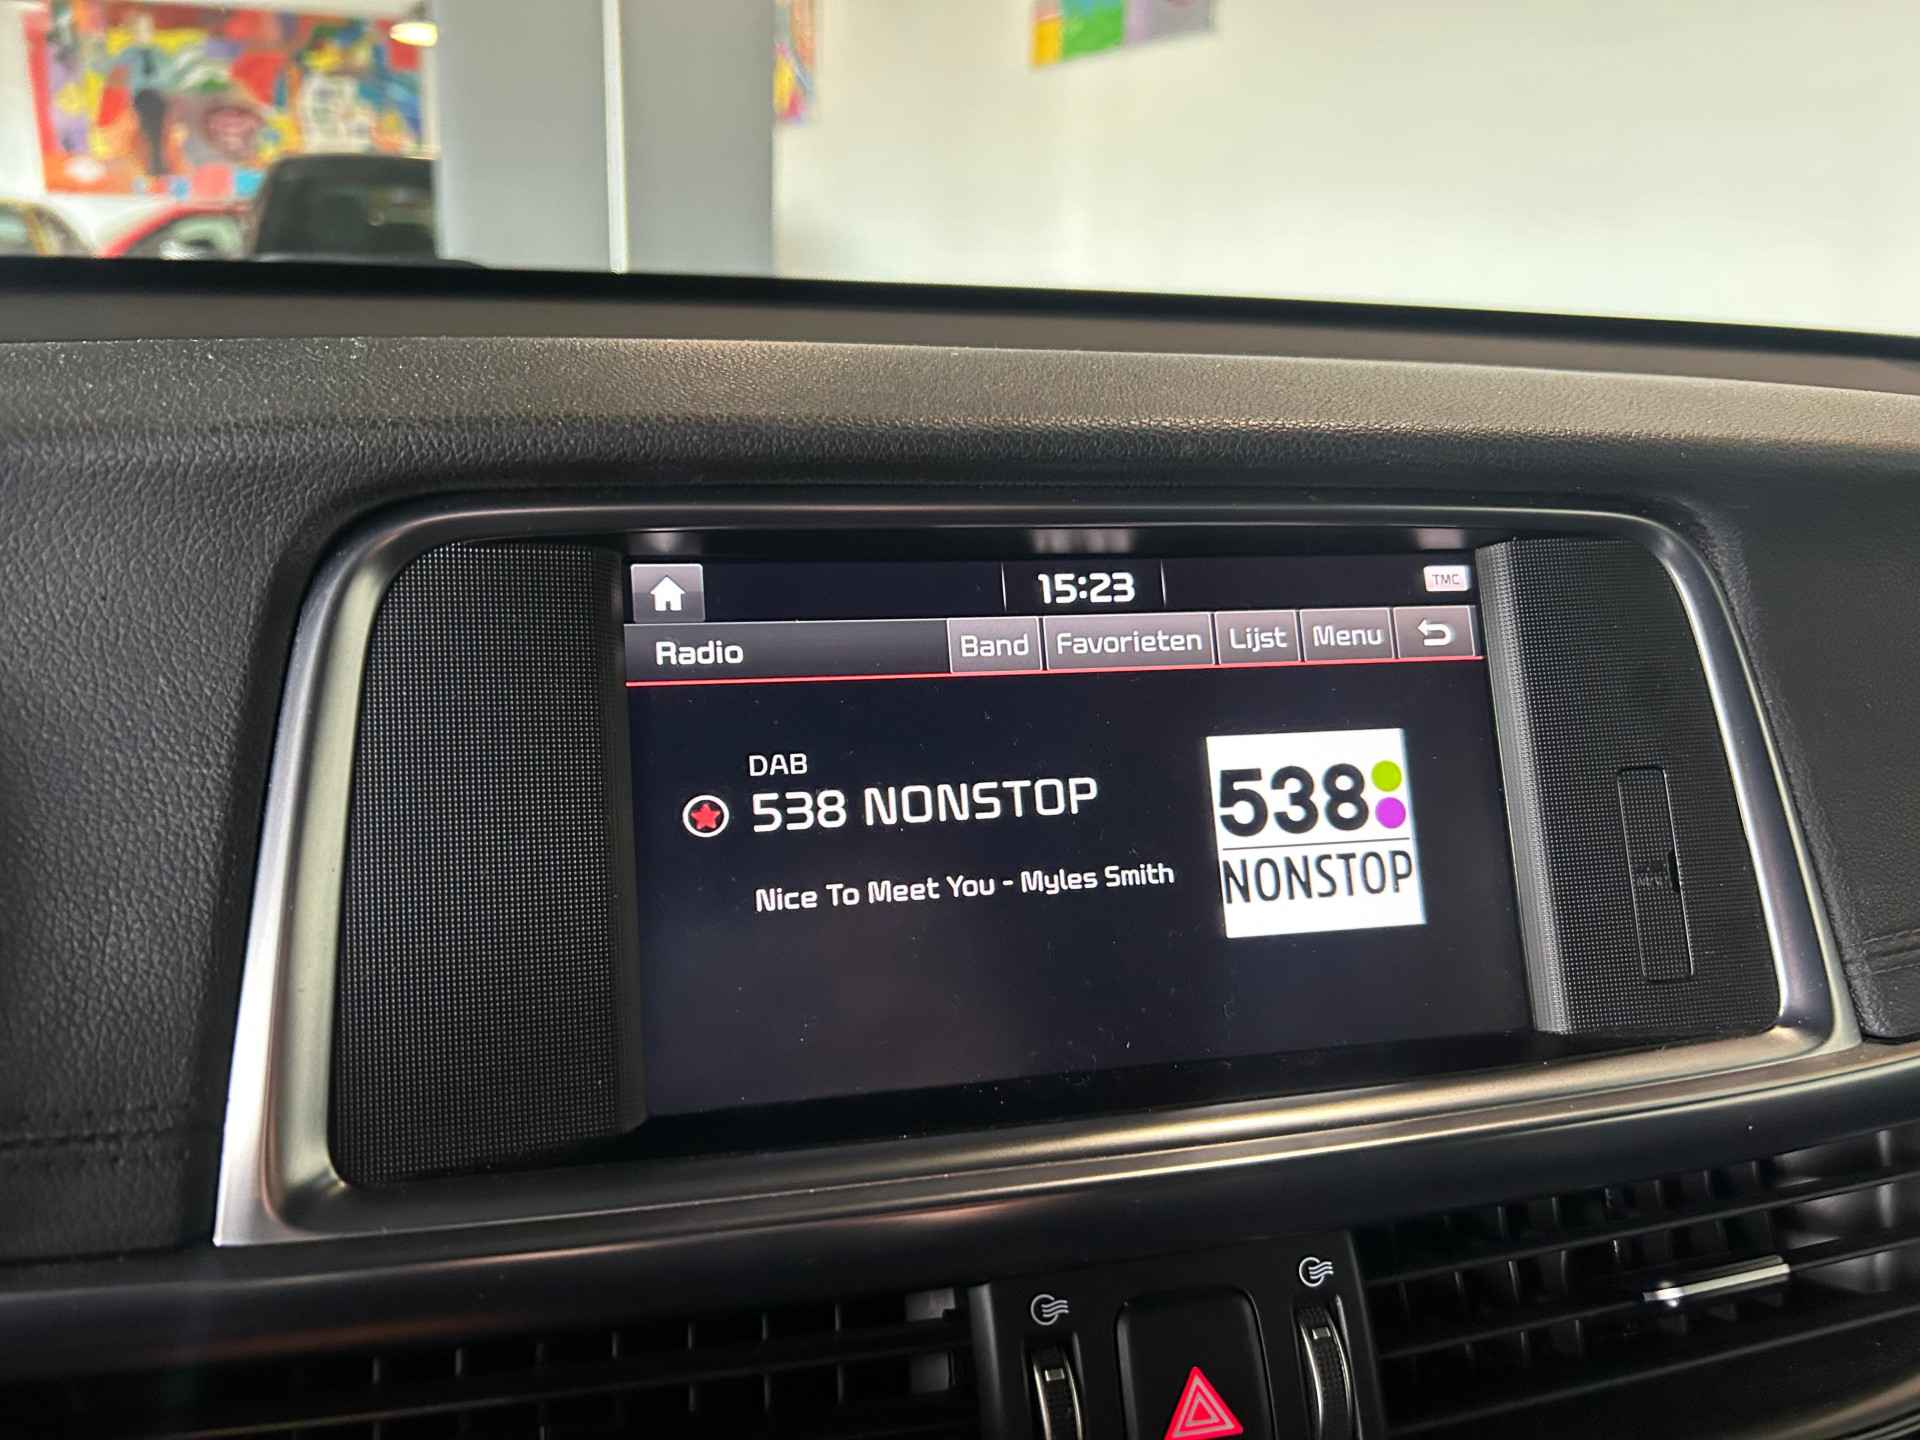 15:23
TMC
Radio
Band
Favorieten
Lijst
Menu
DAB
538 NONSTOP
Nice To Meet You - Myles Smith
538
NONSTOP